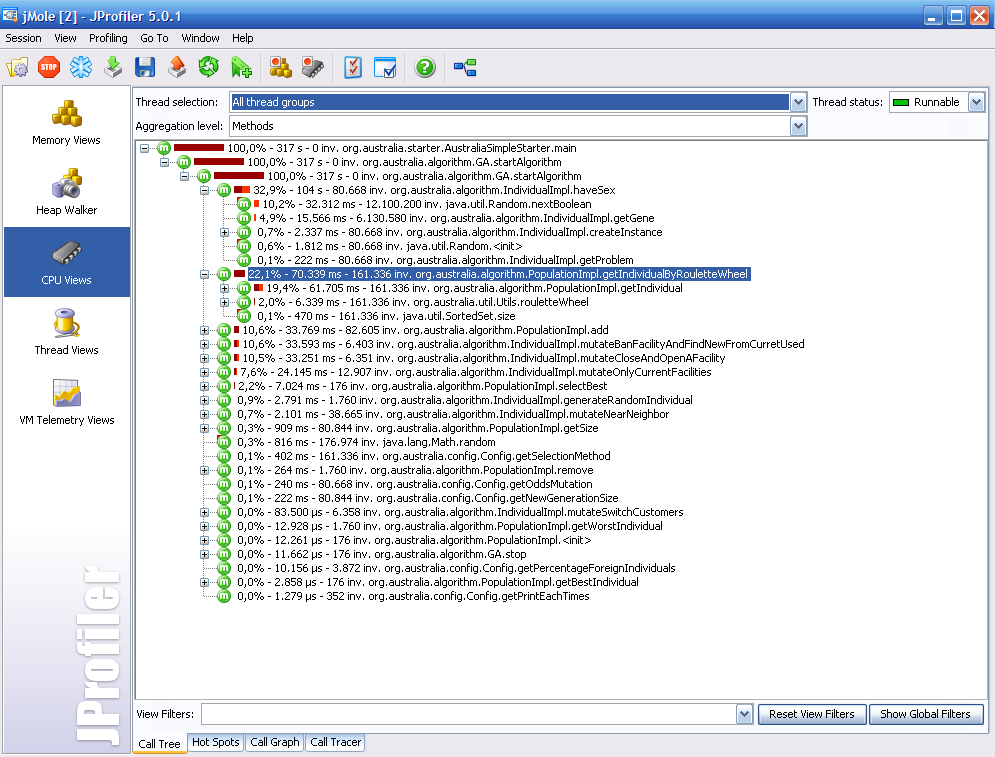 jMole [2] - JProfiler 5.0.1
Session View Profiling Go To Window Help
STOP
Memory Views
Heap Walker
CPU Views
Thread Views
VM Telemetry Views
JProfiler
Thread selection: All thread groups Thread status: Runnable
Aggregation level: Methods
100,0% - 317 s - 0 inv. org.australia.starter.AustraliaSimpleStarter.main
100,0% - 317 s - 0 inv. org.australia.algorithm.GA.startAlgorithm
100,0% - 317 s - 0 inv. org.australia.algorithm.GA.startAlgorithm
32,9% - 104 s - 80.668 inv. org.australia.algorithm.IndividualImpl.haveSex
10,2% - 32.312 ms - 12.100.200 inv. java.util.Random.nextBoolean
4,9% - 15.566 ms - 6.130.580 inv. org.australia.algorithm.IndividualImpl.getGene
0,7% - 2.337 ms - 80.668 inv. org.australia.algorithm.IndividualImpl.createInstance
0,6% - 1.812 ms - 80.668 inv. java.util.Random.<init>
0,1% - 222 ms - 80.668 inv. org.australia.algorithm.IndividualImpl.getProblem
22,1% - 70.339 ms - 161.336 inv. org.australia.algorithm.PopulationImpl.getIndividualByRouletteWheel
19,4% - 61.705 ms - 161.336 inv. org.australia.algorithm.PopulationImpl.getIndividual
2,0% - 6.339 ms - 161.336 inv. org.australia.util.Utils.rouletteWheel
0,1% - 470 ms - 161.336 inv. java.util.SortedSet.size
10,6% - 33.769 ms - 82.605 inv. org.australia.algorithm.PopulationImpl.add
10,6% - 33.593 ms - 6.403 inv. org.australia.algorithm.IndividualImpl.mutateBanFacilityAndFindNewFromCurretUsed
10,5% - 33.251 ms - 6.351 inv. org.australia.algorithm.IndividualImpl.mutateCloseAndOpenAFacility
7,6% - 24.145 ms - 12.907 inv. org.australia.algorithm.IndividualImpl.mutateOnlyCurrentFacilities
2,2% - 7.024 ms - 176 inv. org.australia.algorithm.PopulationImpl.selectBest
0,9% - 2.791 ms - 1.760 inv. org.australia.algorithm.IndividualImpl.generateRandomIndividual
0,7% - 2.101 ms - 38.665 inv. org.australia.algorithm.IndividualImpl.mutateNearNeighbor
0,3% - 909 ms - 80.844 inv. org.australia.algorithm.PopulationImpl.getSize
0,3% - 816 ms - 176.974 inv. java.lang.Math.random
0,1% - 402 ms - 161.336 inv. org.australia.config.Config.getSelectionMethod
0,1% - 264 ms - 1.760 inv. org.australia.algorithm.PopulationImpl.remove
0,1% - 240 ms - 80.668 inv. org.australia.config.Config.getOddsMutation
0,1% - 222 ms - 80.844 inv. org.australia.config.Config.getNewGenerationSize
0,0% - 83.500 µs - 6.358 inv. org.australia.algorithm.IndividualImpl.mutateSwitchCustomers
0,0% - 12.928 µs - 1.760 inv. org.australia.algorithm.PopulationImpl.getWorstIndividual
0,0% - 12.261 µs - 176 inv. org.australia.algorithm.PopulationImpl.<init>
0,0% - 11.662 µs - 176 inv. org.australia.algorithm.GA.stop
0,0% - 10.156 µs - 3.872 inv. org.australia.config.Config.getPercentageForeignIndividuals
0,0% - 2.858 µs - 176 inv. org.australia.algorithm.PopulationImpl.getBestIndividual
0,0% - 1.279 µs - 352 inv. org.australia.config.Config.getPrintEachTimes
View Filters: Reset View Filters Show Global Filters
Call Tree Hot Spots Call Graph Call Tracer